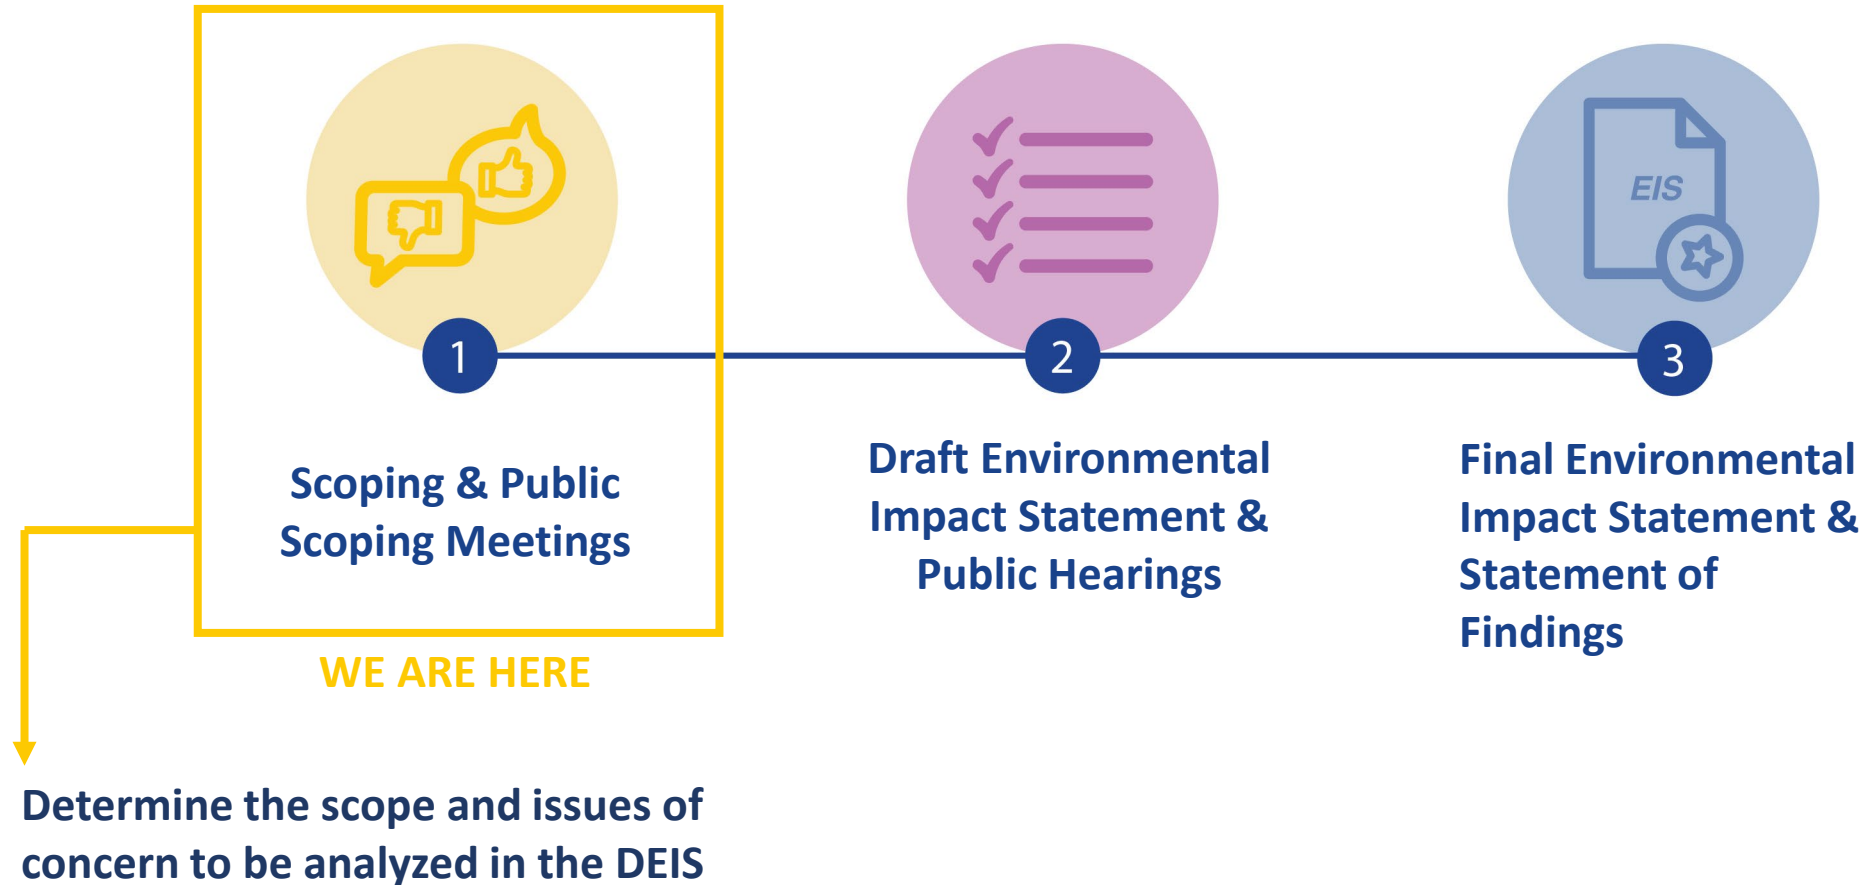 EIS
1
2
3
Scoping & Public
Scoping Meetings
WE ARE HERE
Draft Environmental
Impact Statement &
Public Hearings
Final Environmental
Impact Statement &
Statement of
Findings
Determine the scope and issues of
concern to be analyzed in the DEIS